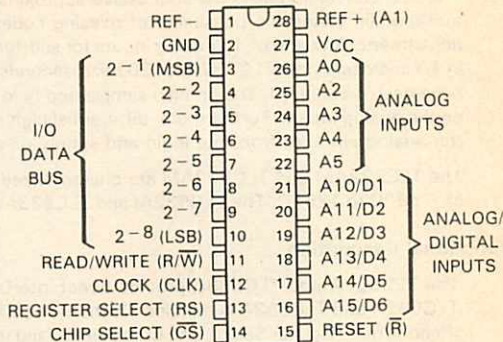 REF− 1 28 REF+ (A1)
GND 2 27 VCC
2−1 (MSB) 3 26 A0
2−2 4 25 A2
2−3 5 24 A3
2−4 6 23 A4
2−5 7 22 A5
2−6 8 21 A10/D1
2−7 9 20 A11/D2
2−8 (LSB) 10 19 A12/D3
READ/WRITE (R/W̅) 11 18 A13/D4
CLOCK (CLK) 12 17 A14/D5
REGISTER SELECT (RS) 13 16 A15/D6
CHIP SELECT (C̅S̅) 14 15 RESET (R̅)
I/O
DATA
BUS
ANALOG
INPUTS
ANALOG/
DIGITAL
INPUTS